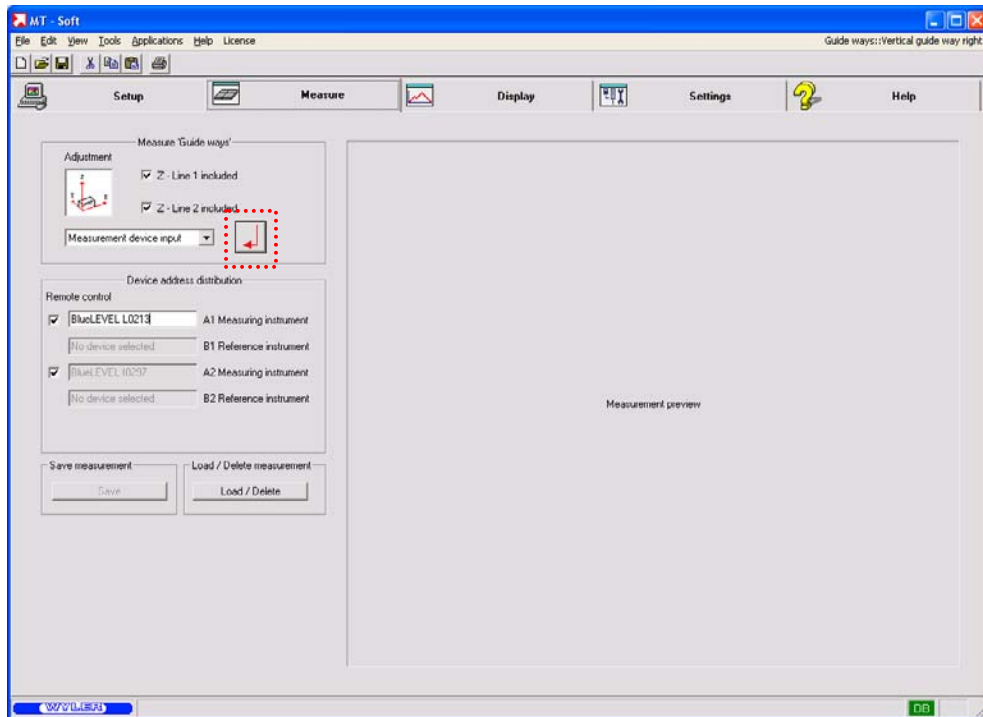 MT - Soft
File Edit View Tools Applications Help License
Guide ways::Vertical guide way right
Setup
Measure
Display
Settings
Help
Measure 'Guide ways'
Adjustment
Z - Line 1 included
Z - Line 2 included
Measurement device input
Device address distribution
Remote control
BlueLEVEL L0213
A1 Measuring instrument
No device selected
B1 Reference instrument
BlueLEVEL I0297
A2 Measuring instrument
No device selected
B2 Reference instrument
Measurement preview
Save measurement
Save
Load / Delete measurement
Load / Delete
WYLER
DB